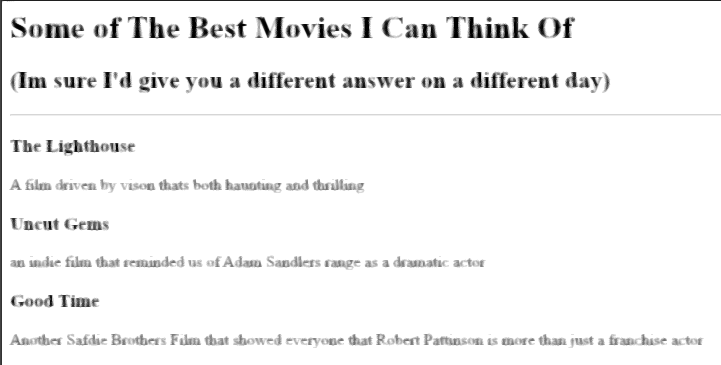 Some of The Best Movies I Can Think Of
(Im sure I'd give you a different answer on a different day)
The Lighthouse
A film driven by vison thats both haunting and thrilling
Uncut Gems
an indie film that reminded us of Adam Sandlers range as a dramatic actor
Good Time
Another Safdie Brothers Film that showed everyone that Robert Pattinson is more than just a franchise actor